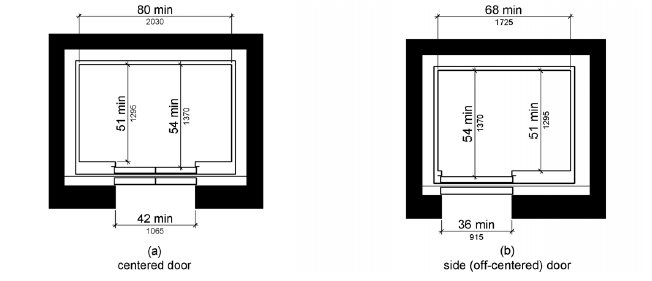 80 min
2030
51 min
1295
54 min
1370
42 min
1065
(a)
centered door
68 min
1725
54 min
1370
51 min
1295
36 min
915
(b)
side (off-centered) door